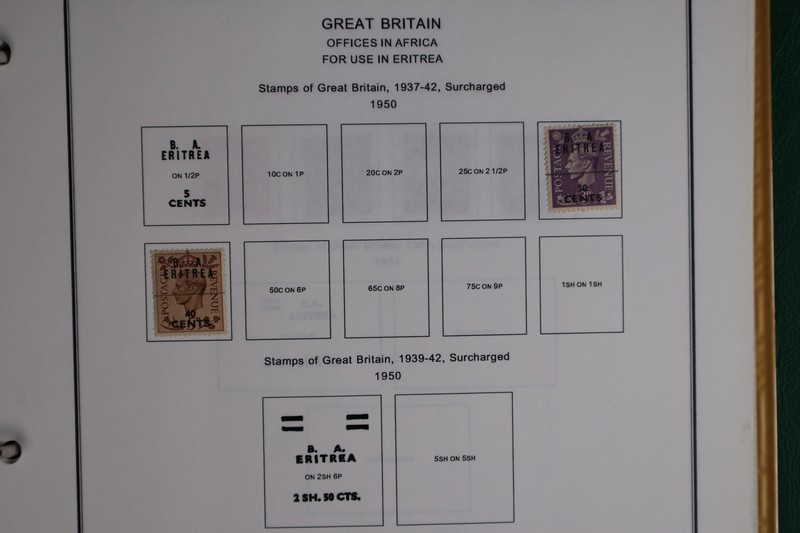 GREAT BRITAIN
OFFICES IN AFRICA
FOR USE IN ERITREA
Stamps of Great Britain, 1937-42, Surcharged
1950
B. A.
ERITREA
ON 1/2P
5
CENTS
10C ON 1P
20C ON 2P
25C ON 2 1/2P
B. A.
ERITREA
POSTAGE
REVENUE
30
CENTS
B. A.
ERITREA
POSTAGE
REVENUE
40
CENTS
50C ON 6P
65C ON 8P
75C ON 9P
1SH ON 1SH
Stamps of Great Britain, 1939-42, Surcharged
1950
B. A.
ERITREA
ON 2SH 6P
2 SH. 50 CTS.
5SH ON 5SH